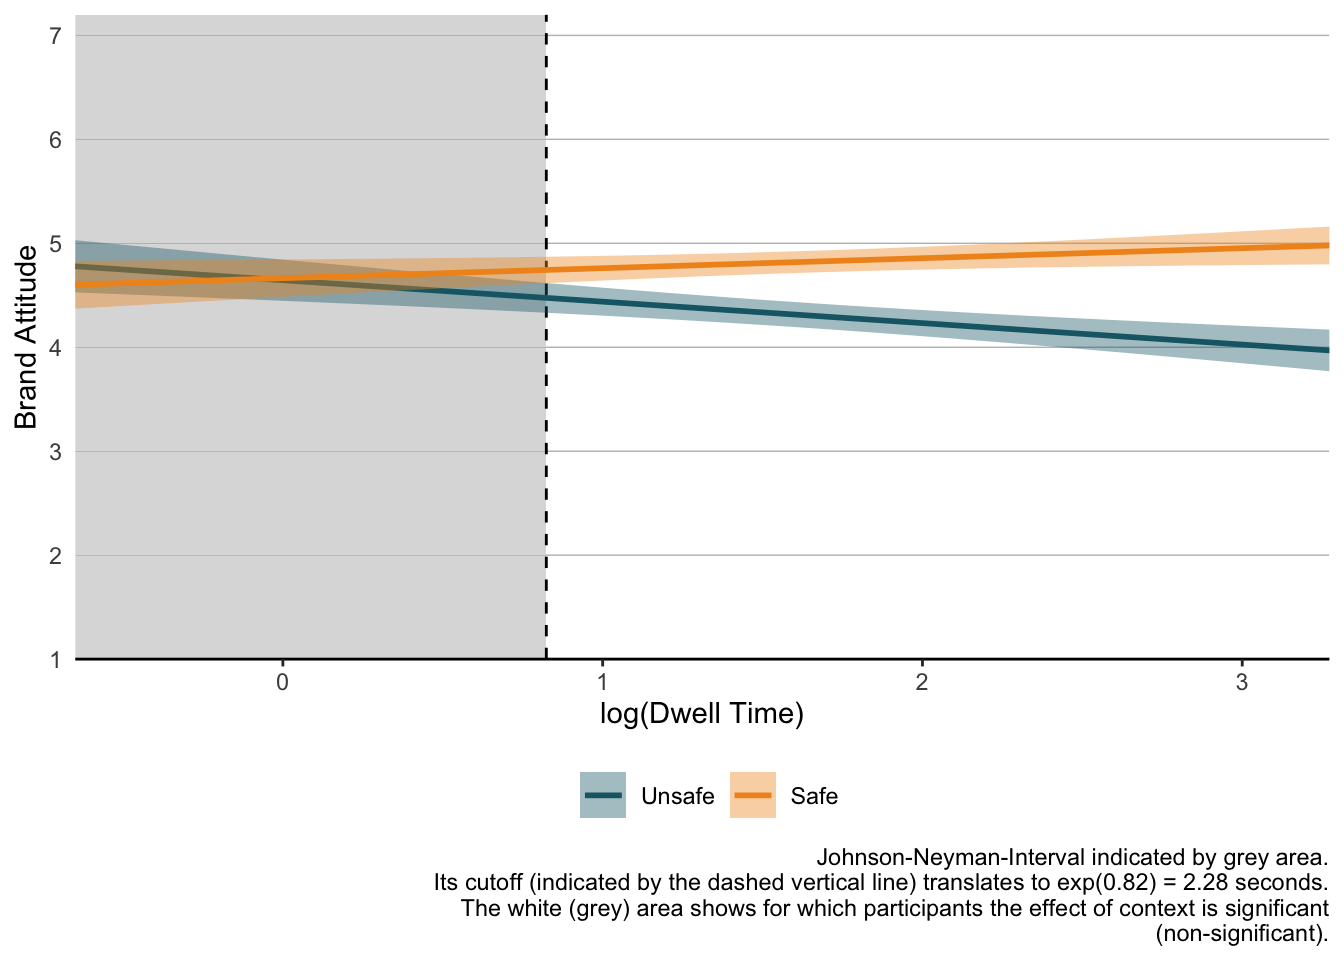 7
6
5
4
3
2
1
Brand Attitude
0 1 2 3
log(Dwell Time)
Unsafe Safe
Johnson-Neyman-Interval indicated by grey area.
Its cutoff (indicated by the dashed vertical line) translates to exp(0.82) = 2.28 seconds.
The white (grey) area shows for which participants the effect of context is significant
(non-significant).